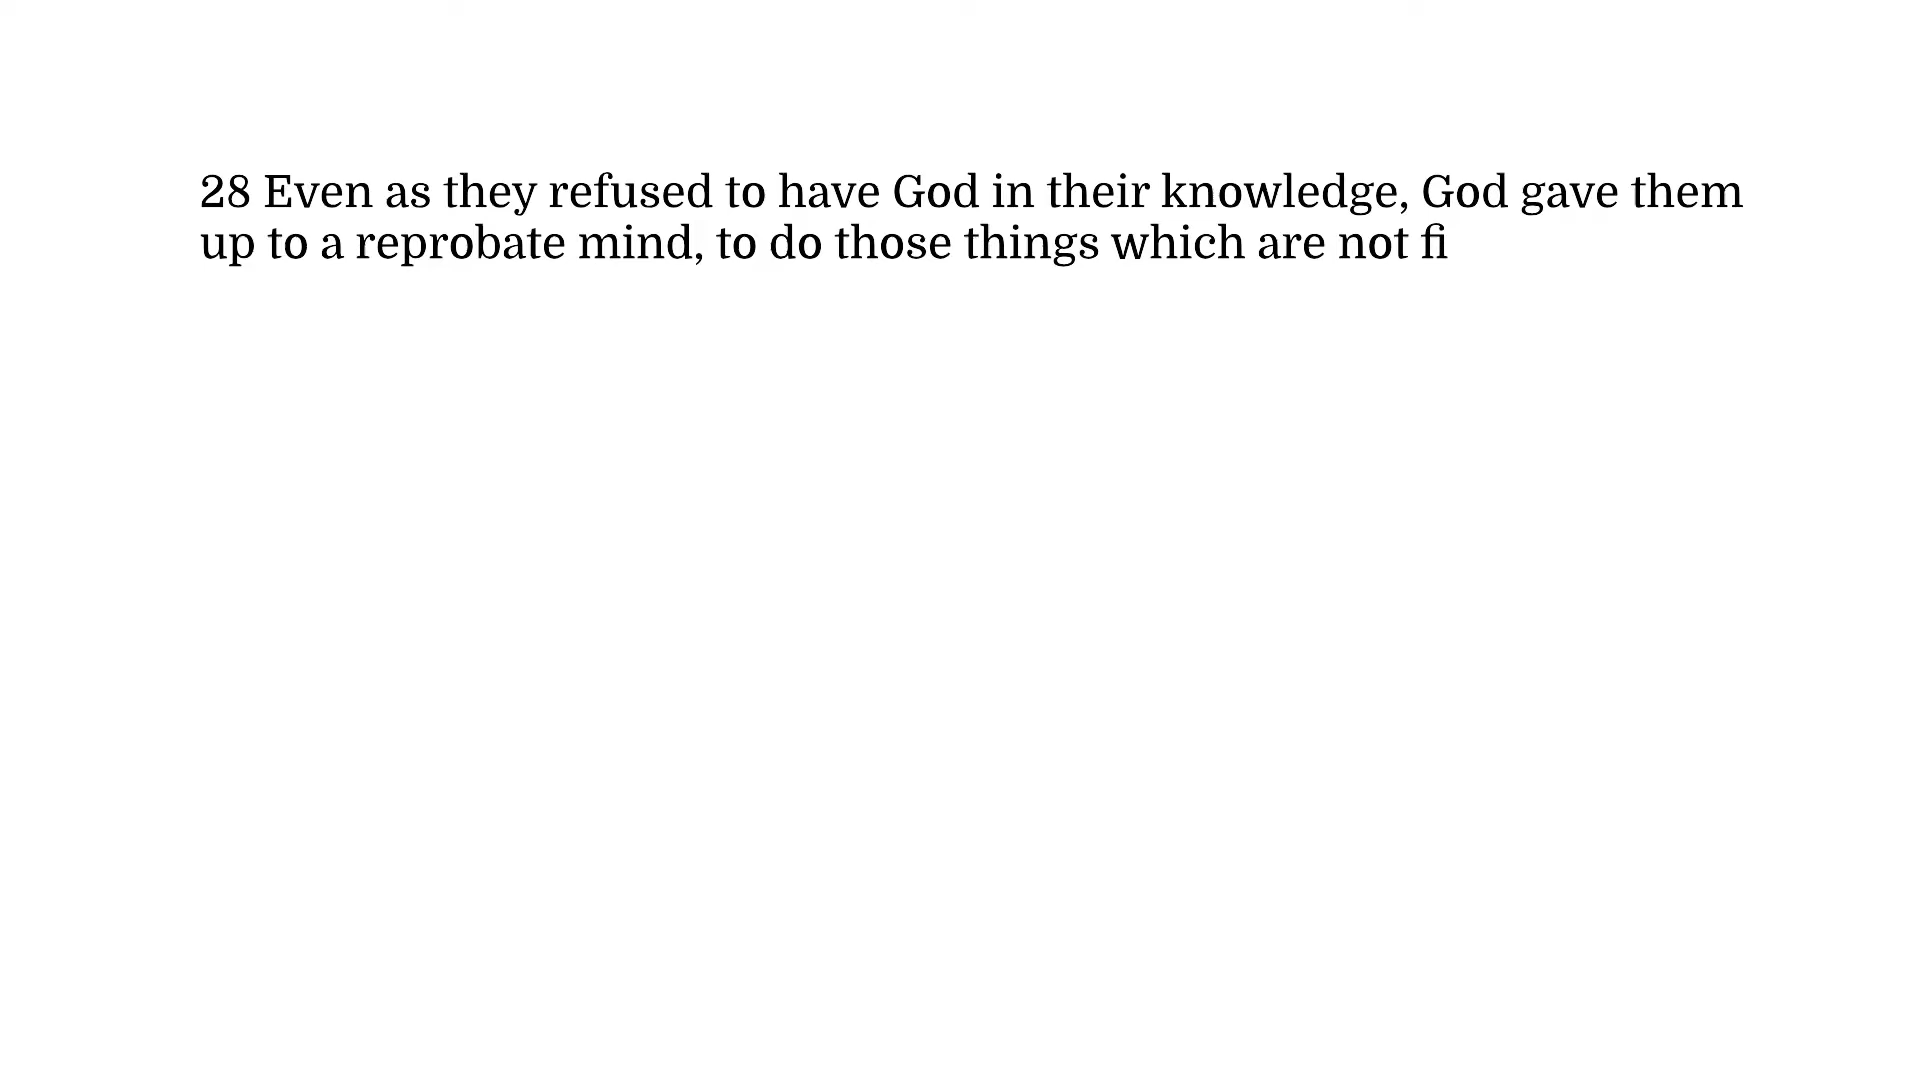 28 Even as they refused to have God in their knowledge, God gave them
up to a reprobate mind, to do those things which are not fi